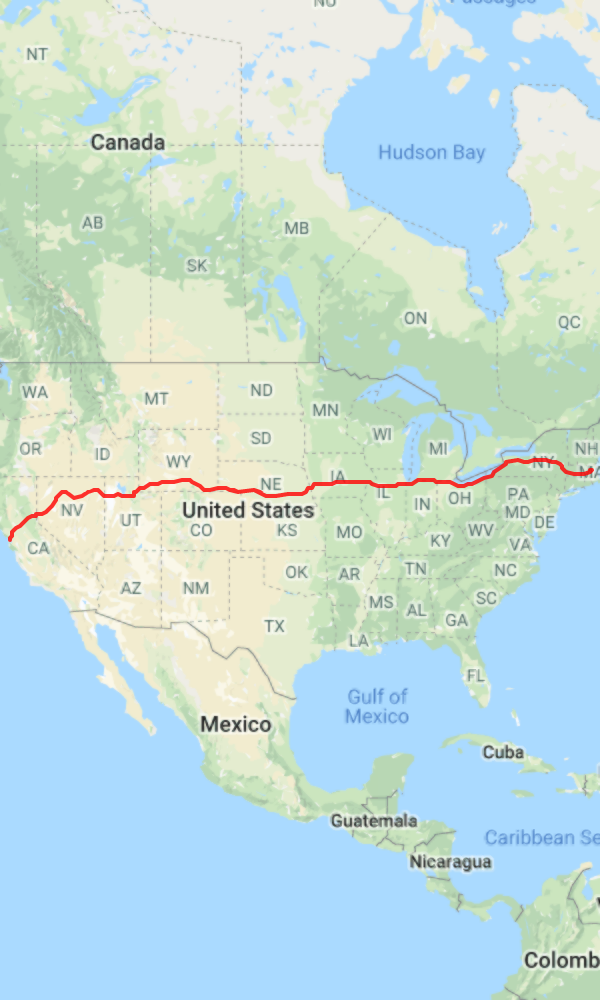 NU
Passages
NT
Canada
Hudson Bay
AB
MB
SK
ON
QC
WA
MT
ND
MN
OR
ID
SD
WI
MI
NH
WY
NY
MA
NE
IA
IL
IN
OH
PA
NV
UT
United States
CO
KS
MO
MD
DE
CA
KY
WV
VA
AZ
NM
OK
AR
TN
NC
MS
AL
SC
GA
TX
LA
FL
Gulf of
Mexico
Mexico
Cuba
Guatemala
Caribbean Se
Nicaragua
Colomb